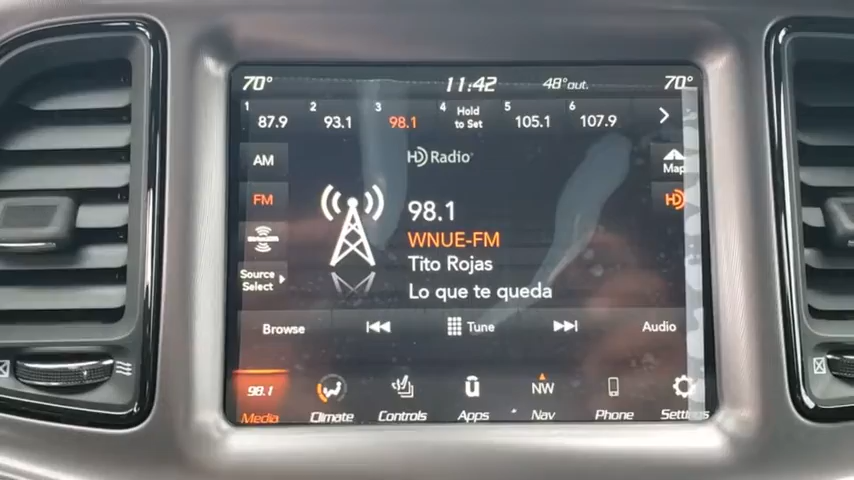 70° 11:42 48°out. 70°
1 2 3 4 5 6
87.9 93.1 98.1 Hold to Set 105.1 107.9
AM
HD Radio
Map
FM
HD
98.1
WNUE-FM
Tito Rojas
Source Select
Lo que te queda
Browse Tune Audio
98.1 NW
Media Climate Controls Apps Nav Phone Settings